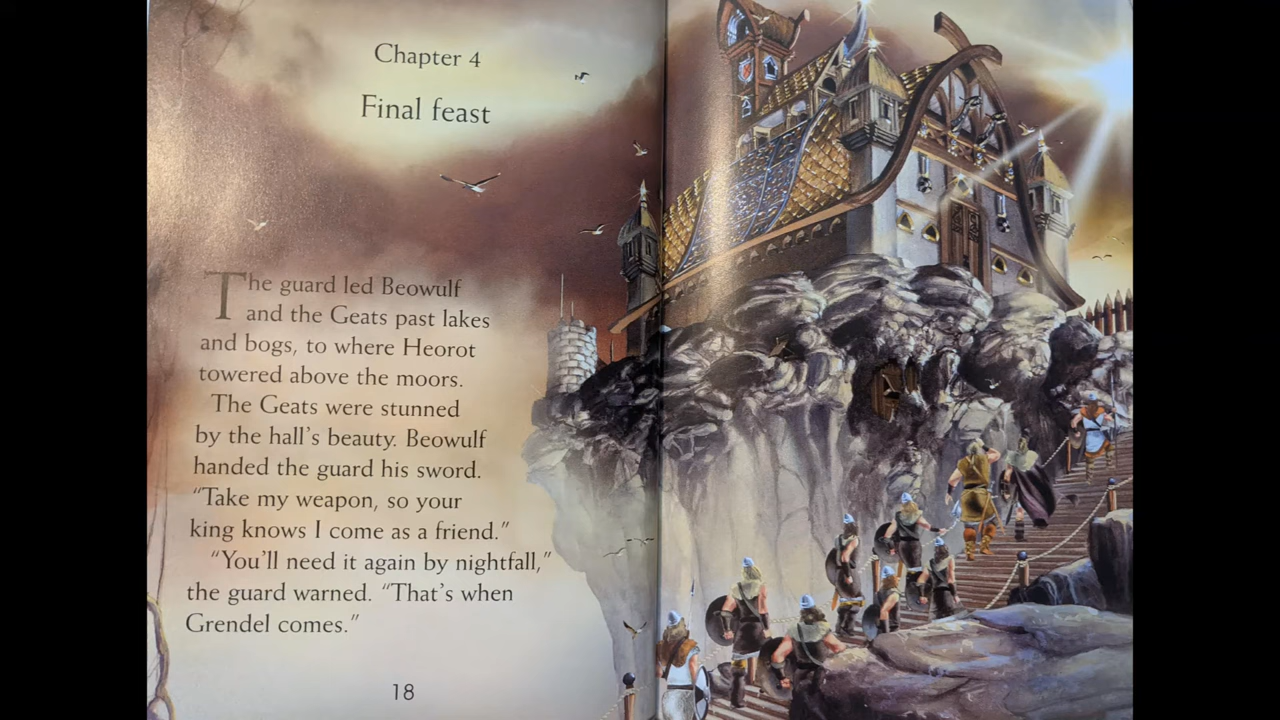 Chapter 4
Final feast
The guard led Beowulf
and the Geats past lakes
and bogs, to where Heorot
towered above the moors.
The Geats were stunned
by the hall's beauty. Beowulf
handed the guard his sword.
“Take my weapon, so your
king knows I come as a friend.”
“You'll need it again by nightfall,”
the guard warned. “That's when
Grendel comes.”
18